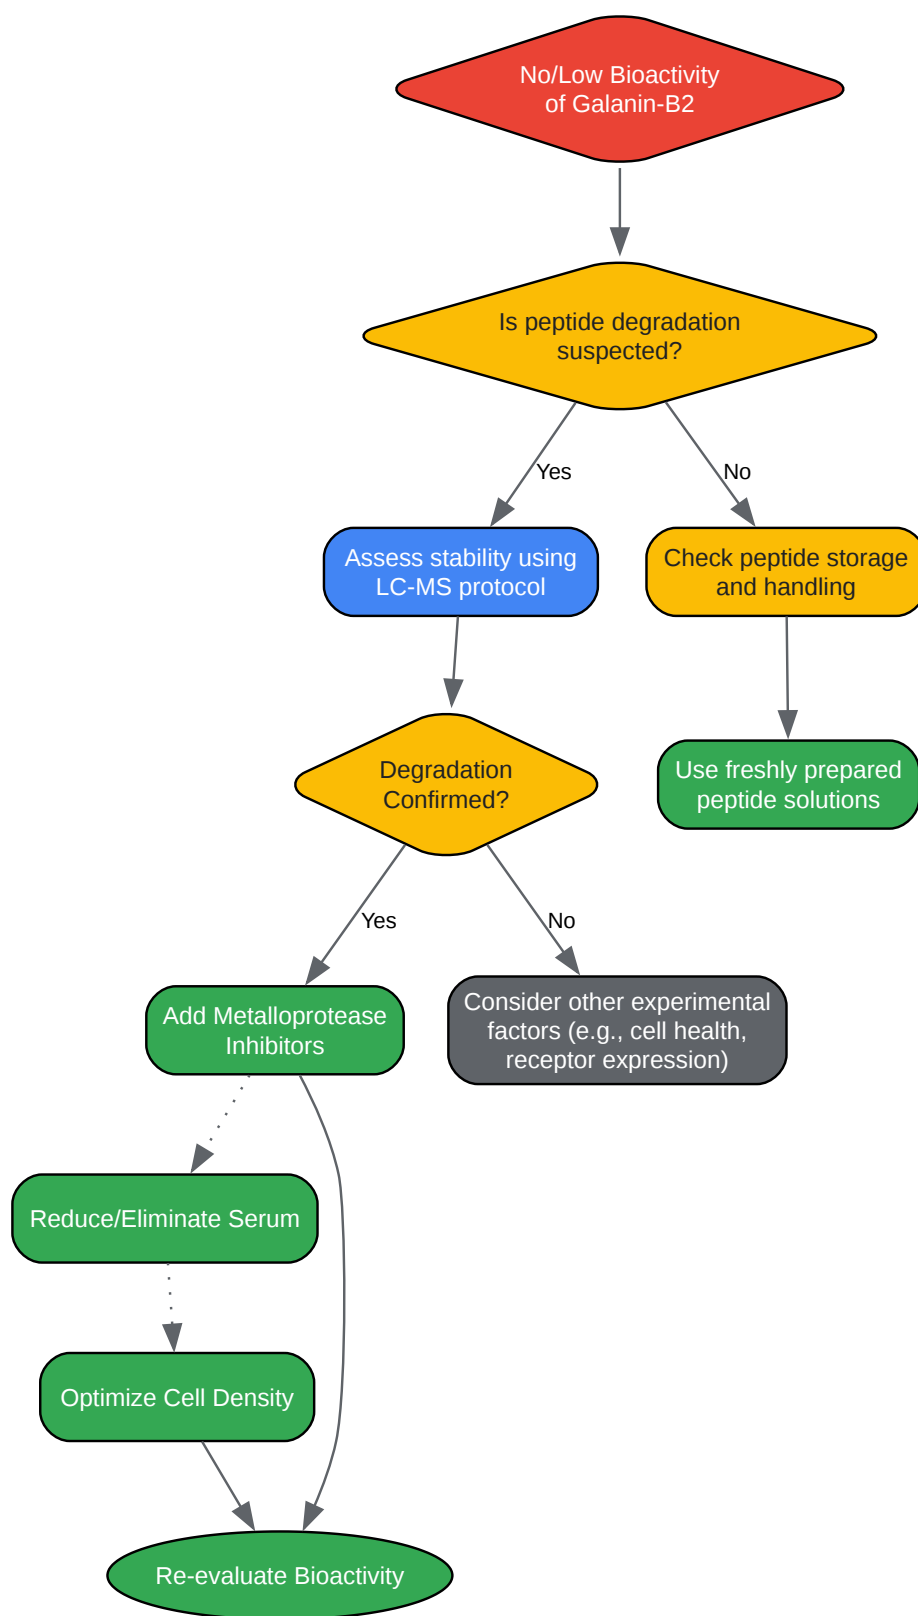 No/Low Bioactivity
of Galanin-B2
Is peptide degradation
suspected?
Yes
No
Assess stability using
LC-MS protocol
Check peptide storage
and handling
Degradation
Confirmed?
Use freshly prepared
peptide solutions
Yes
No
Add Metalloprotease
Inhibitors
Consider other experimental
factors (e.g., cell health,
receptor expression)
Reduce/Eliminate Serum
Optimize Cell Density
Re-evaluate Bioactivity